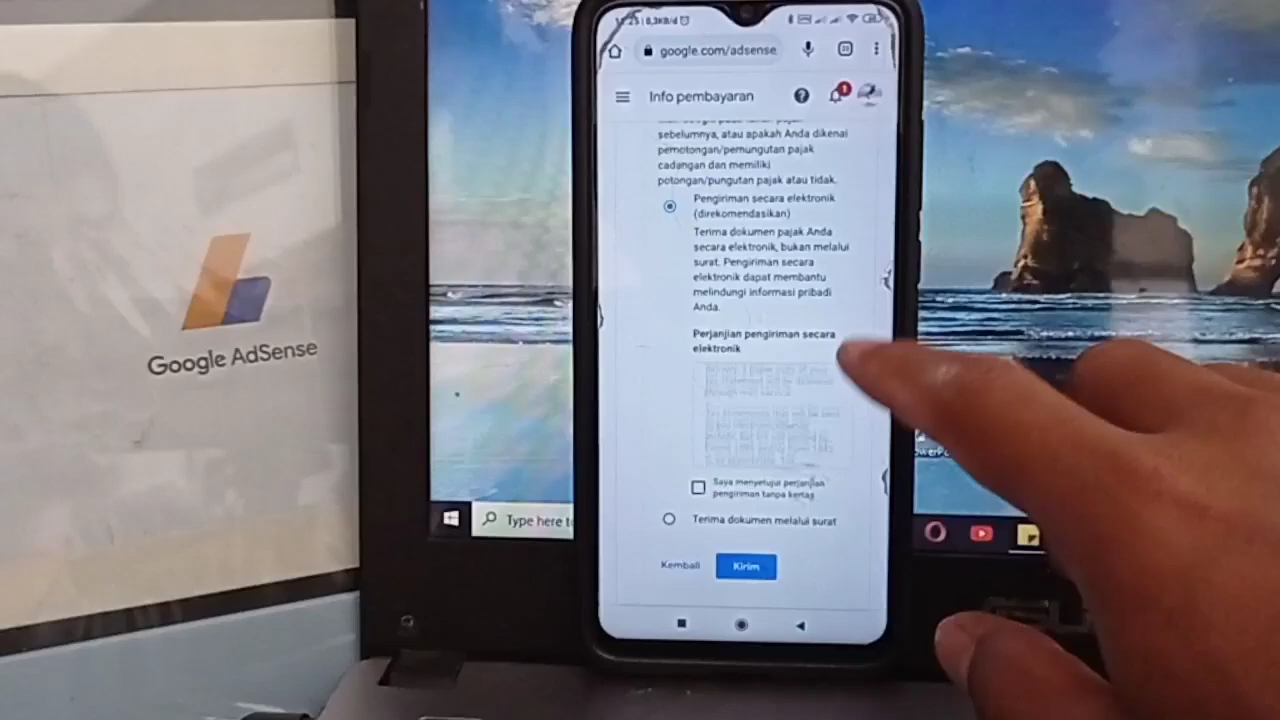 Google AdSense
google.com/adsense
23
Info pembayaran
1
sebelumnya, atau apakah Anda dikenai
pemotongan/pemungutan pajak
cadangan dan memiliki
potongan/pungutan pajak atau tidak.
Pengiriman secara elektronik
(direkomendasikan)
Terima dokumen pajak Anda
secara elektronik, bukan melalui
surat. Pengiriman secara
elektronik dapat membantu
melindungi informasi pribadi
Anda.
Perjanjian pengiriman secara
elektronik
Saya menyetujui perjanjian
pengiriman tanpa kertas
Terima dokumen melalui surat
Kembali
Kirim
Type here t